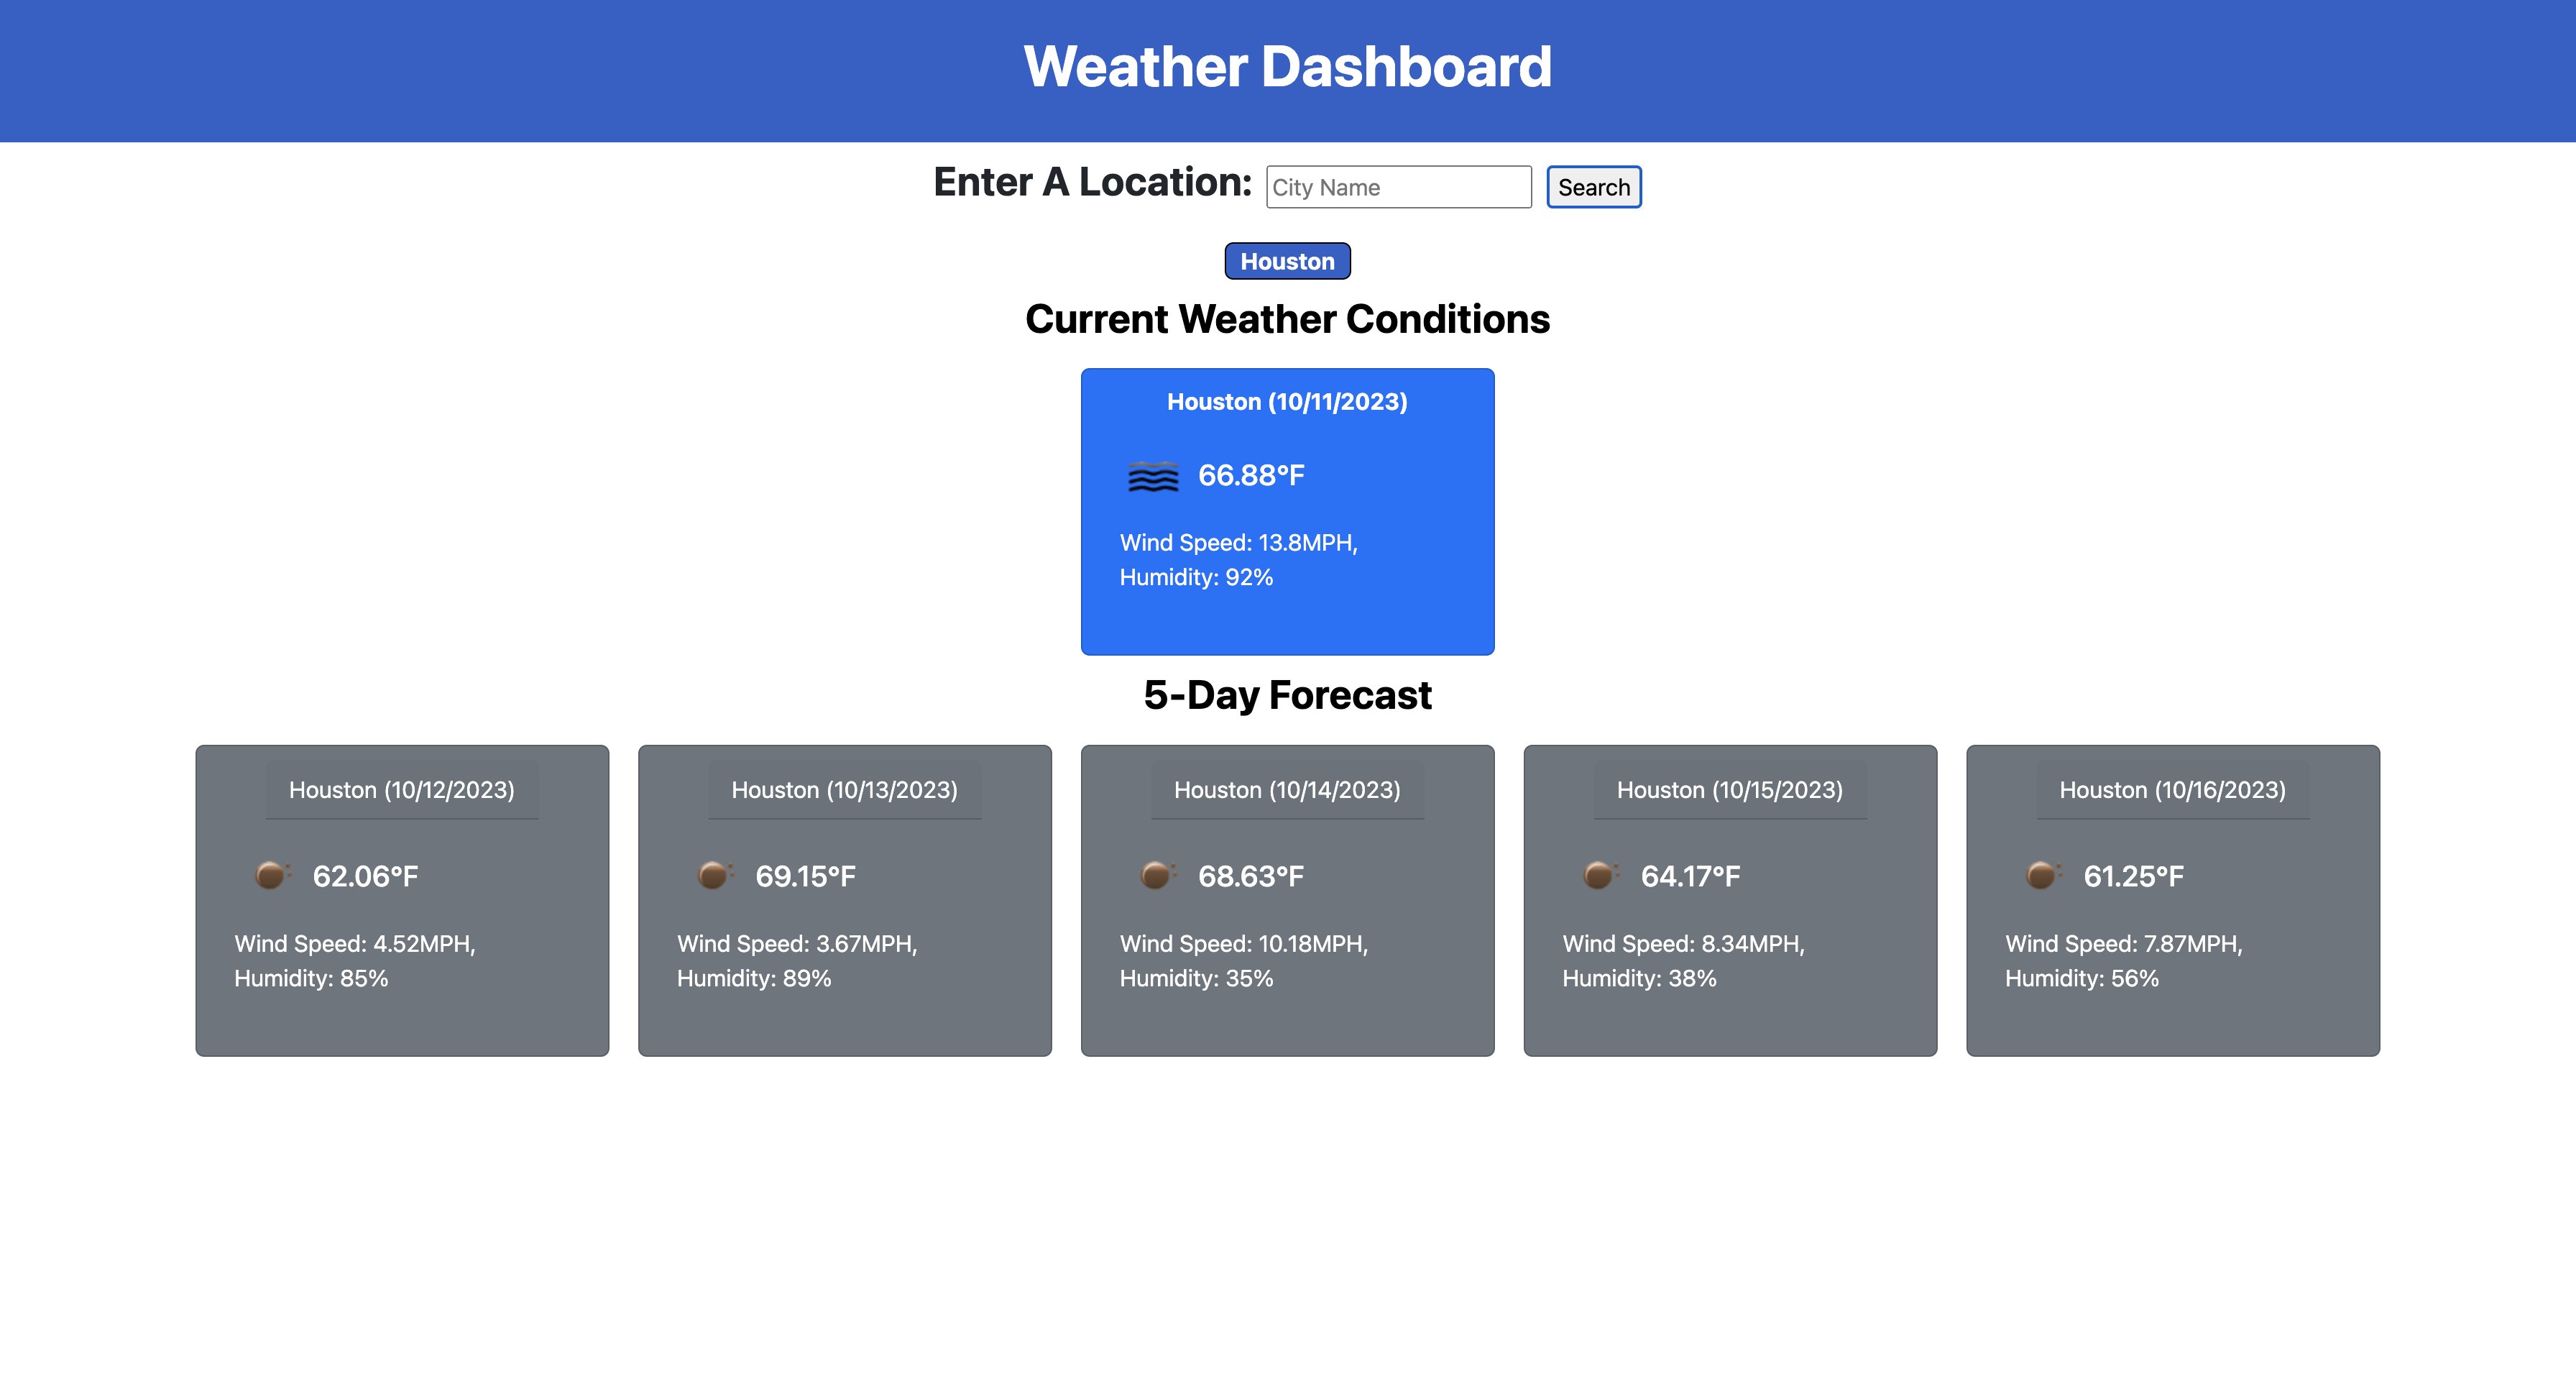 Weather Dashboard
Enter A Location: City Name Search
Houston
Current Weather Conditions
Houston (10/11/2023)
66.88°F
Wind Speed: 13.8MPH,
Humidity: 92%
5-Day Forecast
Houston (10/12/2023)
62.06°F
Wind Speed: 4.52MPH,
Humidity: 85%
Houston (10/13/2023)
69.15°F
Wind Speed: 3.67MPH,
Humidity: 89%
Houston (10/14/2023)
68.63°F
Wind Speed: 10.18MPH,
Humidity: 35%
Houston (10/15/2023)
64.17°F
Wind Speed: 8.34MPH,
Humidity: 38%
Houston (10/16/2023)
61.25°F
Wind Speed: 7.87MPH,
Humidity: 56%